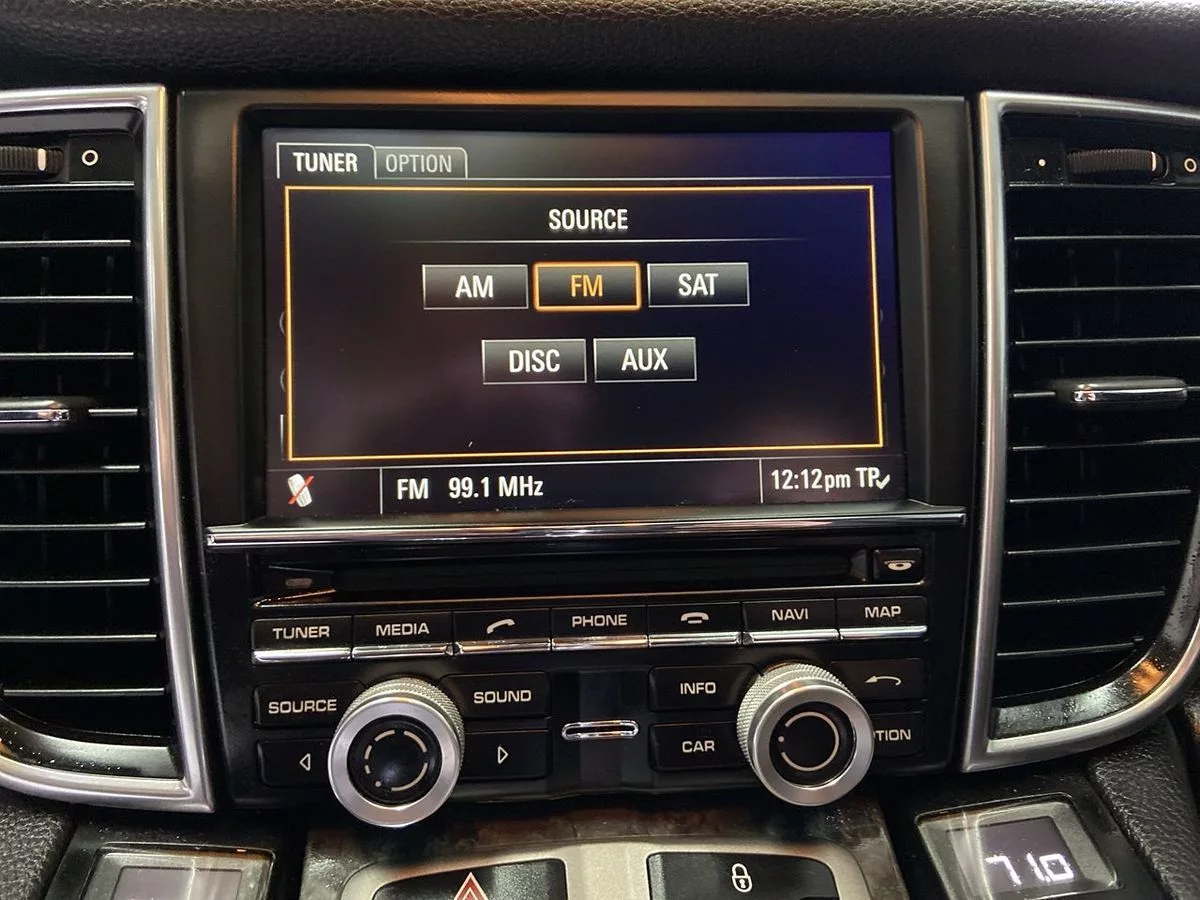 TUNER OPTION
SOURCE
AM FM SAT
DISC AUX
FM 99.1 MHz 12:12pm TP
TUNER MEDIA PHONE NAVI MAP
SOURCE SOUND INFO
CAR TION
71.0